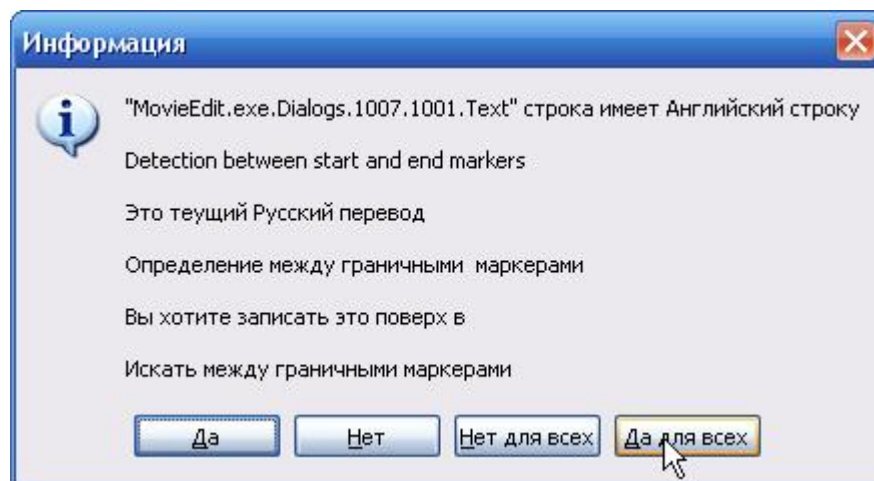 Информация
"MovieEdit.exe.Dialogs.1007.1001.Text" строка имеет Английский строку
Detection between start and end markers
Это теущий Русский перевод
Определение между граничными  маркерами
Вы хотите записать это поверх в
Искать между граничными маркерами
Да Нет Нет для всех Да для всех